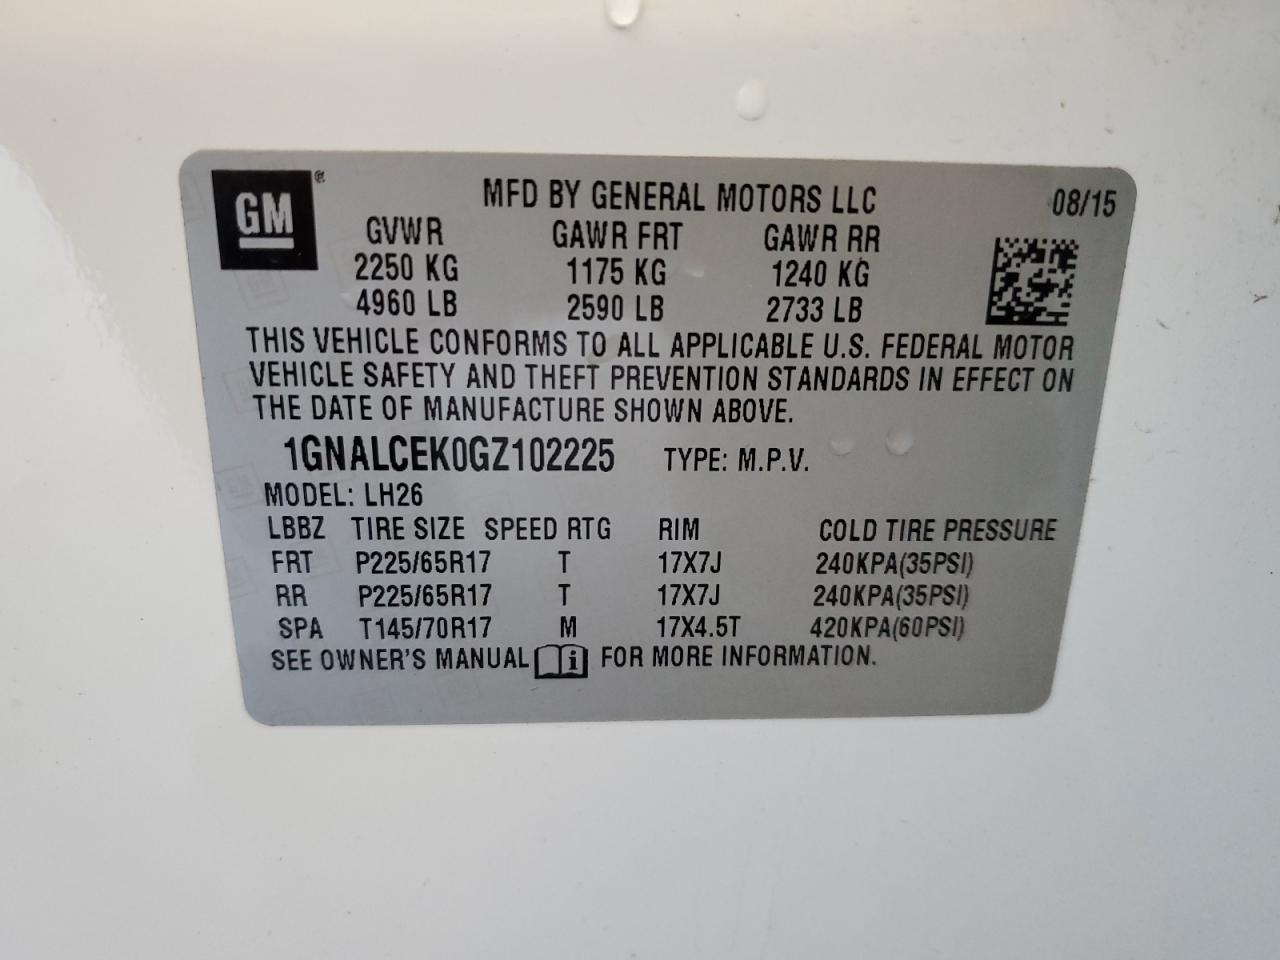 GM ®
MFD BY GENERAL MOTORS LLC 08/15
GVWR GAWR FRT GAWR RR
2250 KG 1175 KG 1240 KG
4960 LB 2590 LB 2733 LB
THIS VEHICLE CONFORMS TO ALL APPLICABLE U.S. FEDERAL MOTOR
VEHICLE SAFETY AND THEFT PREVENTION STANDARDS IN EFFECT ON
THE DATE OF MANUFACTURE SHOWN ABOVE.
1GNALCEK0GZ102225 TYPE: M.P.V.
MODEL: LH26
LBBZ TIRE SIZE SPEED RTG RIM COLD TIRE PRESSURE
FRT P225/65R17 T 17X7J 240KPA(35PSI)
RR P225/65R17 T 17X7J 240KPA(35PSI)
SPA T145/70R17 M 17X4.5T 420KPA(60PSI)
SEE OWNER'S MANUAL i FOR MORE INFORMATION.